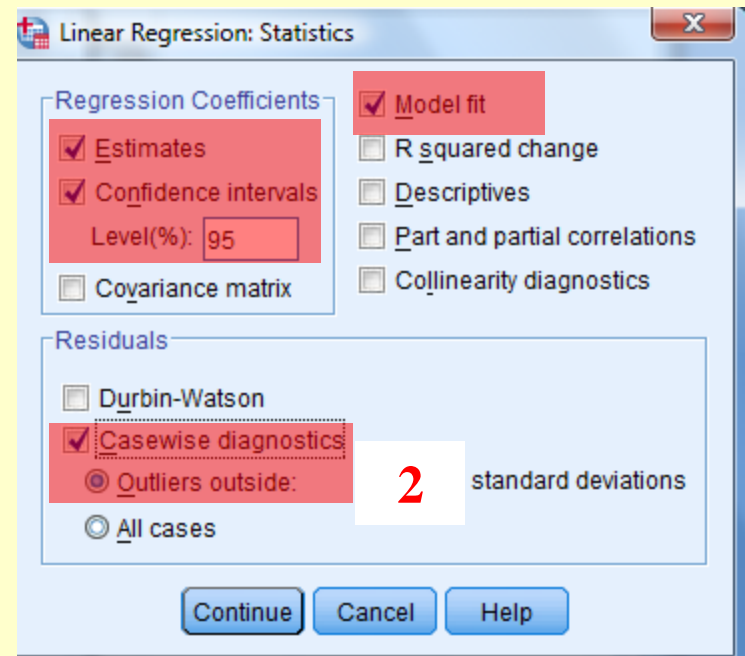 Linear Regression: Statistics
X
Regression Coefficients
Estimates
Confidence intervals
Level(%): 95
Covariance matrix
Model fit
R squared change
Descriptives
Part and partial correlations
Collinearity diagnostics
Residuals
Durbin-Watson
Casewise diagnostics
Outliers outside: 2 standard deviations
All cases
Continue Cancel Help